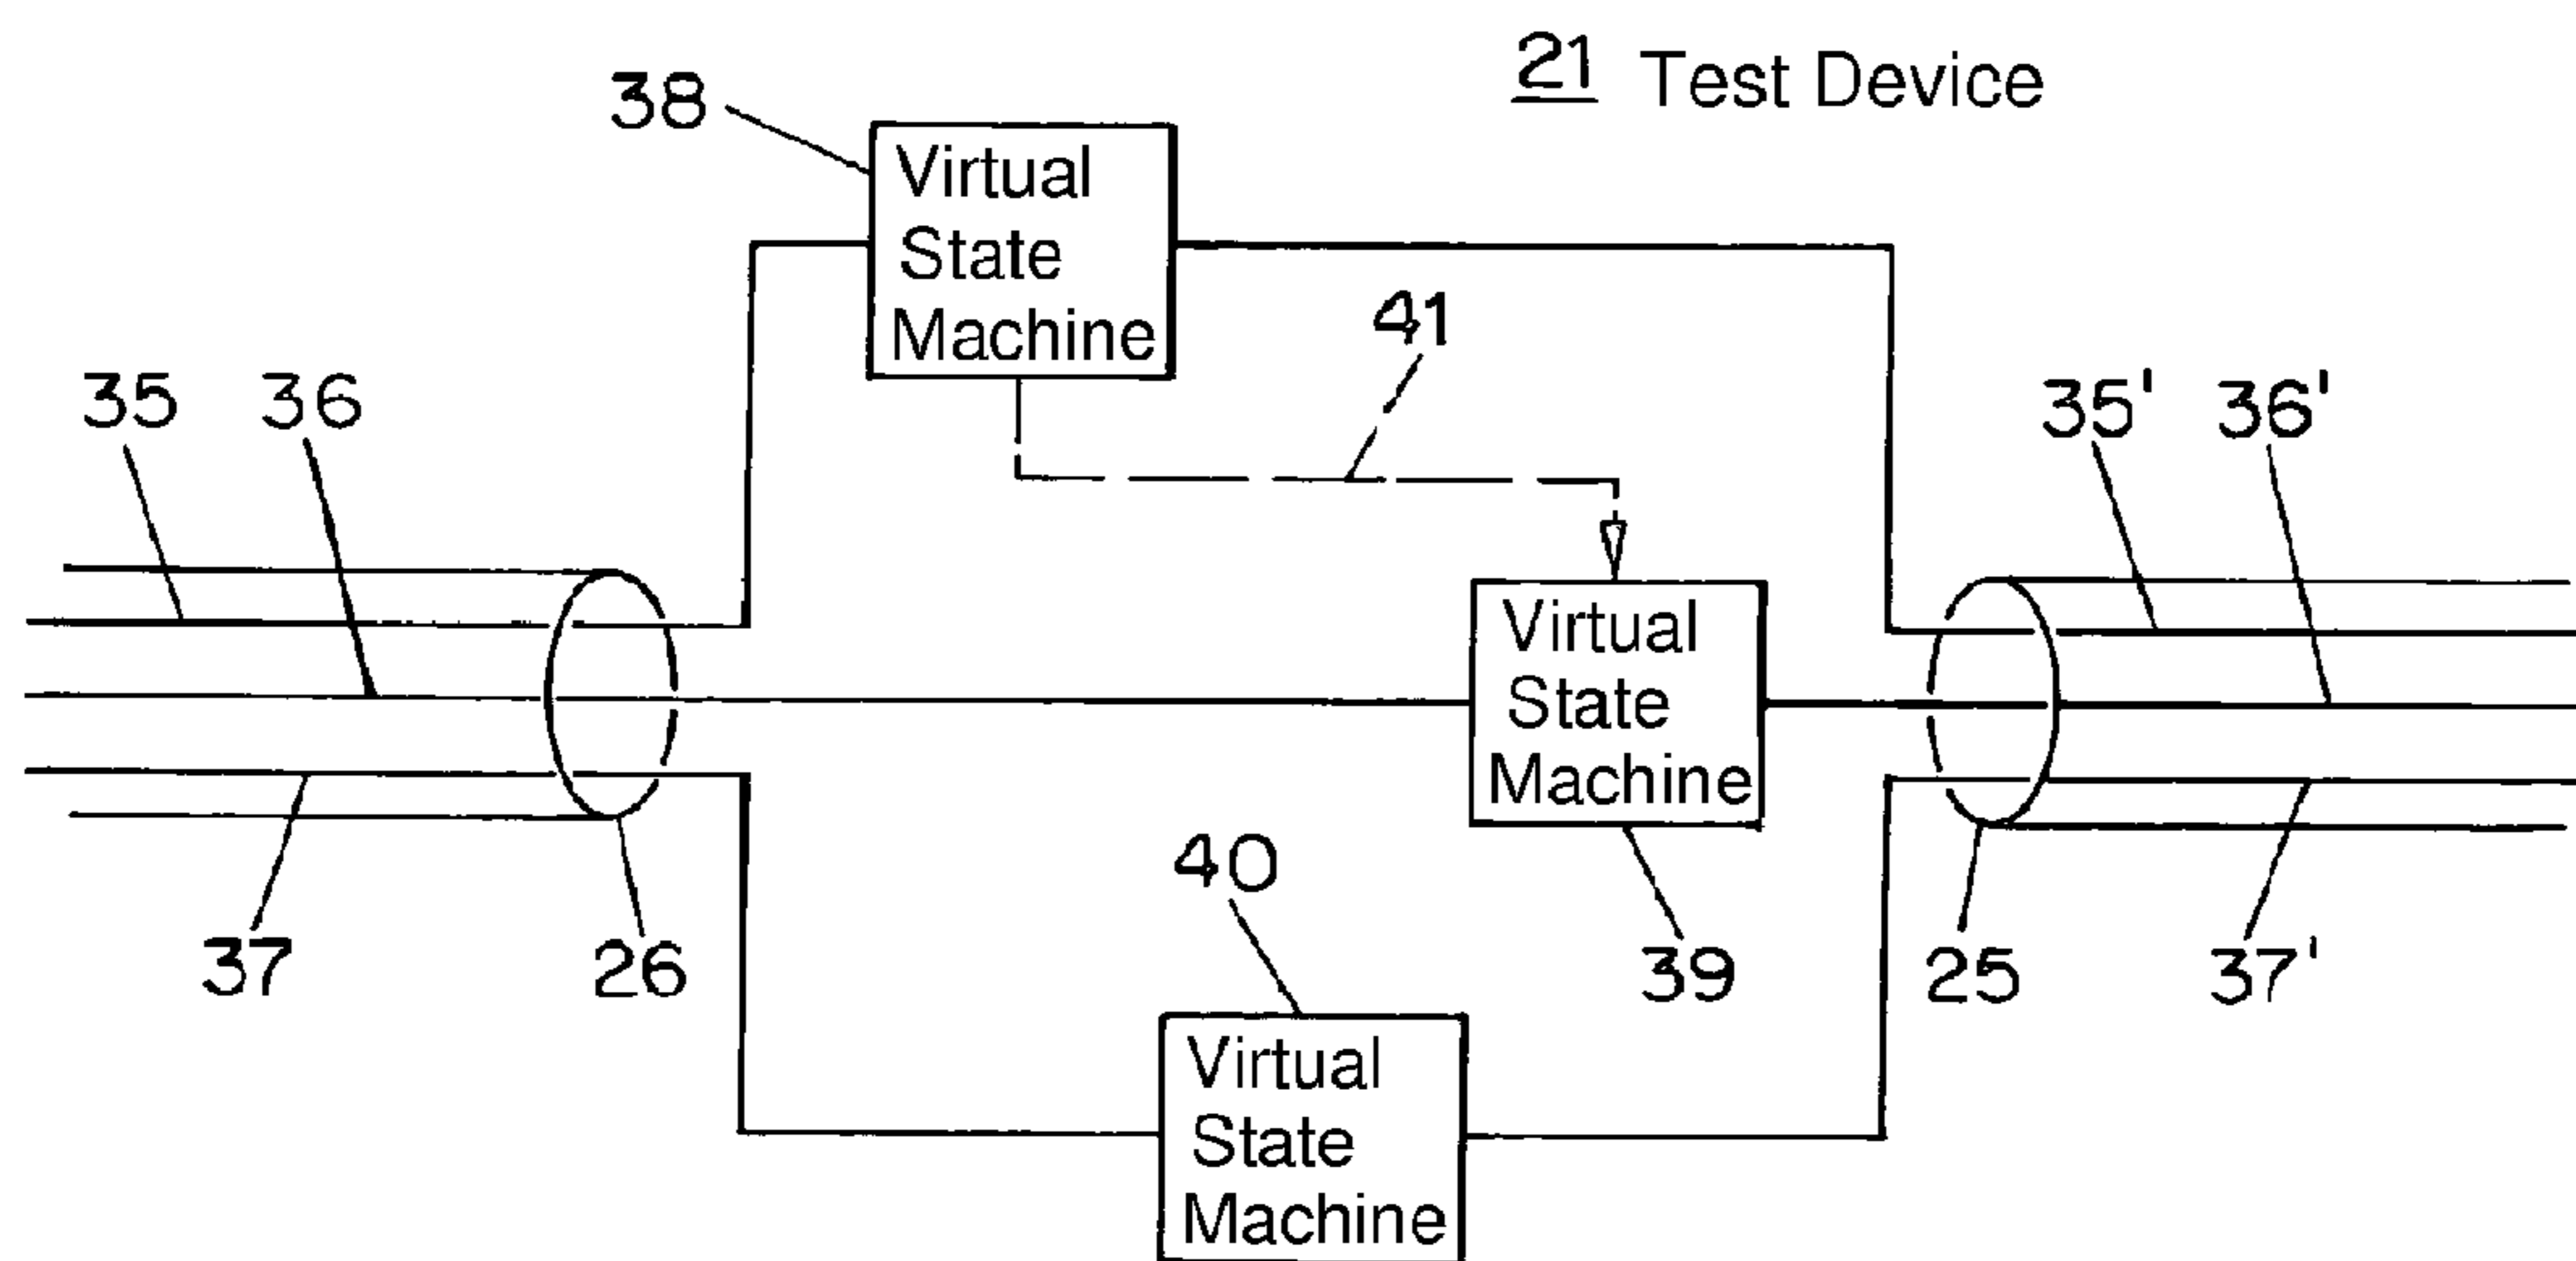 21 Test Device
38
Virtual
State
Machine
41
35 36
35' 36'
Virtual
State
Machine
40
37
26
39
25
37'
Virtual
State
Machine